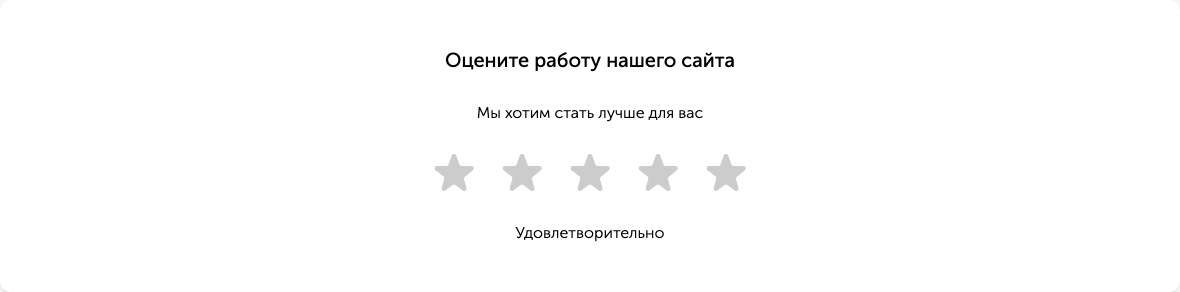 Оцените работу нашего сайта
Мы хотим стать лучше для вас
Удовлетворительно